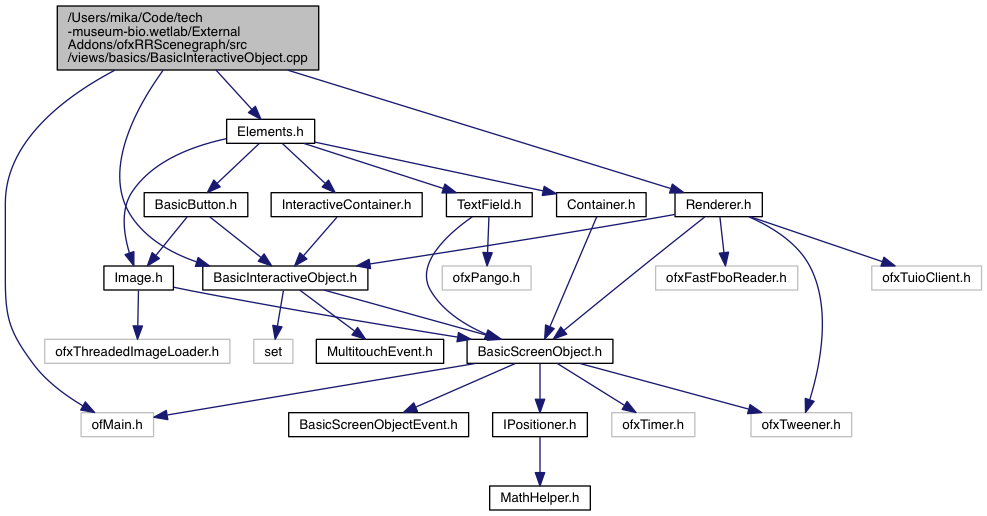 /Users/mika/Code/tech
-museum-bio.wetlab/External
Addons/ofxRRScenegraph/src
/views/basics/BasicInteractiveObject.cpp
Elements.h
BasicButton.h
InteractiveContainer.h
TextField.h
Container.h
Renderer.h
Image.h
BasicInteractiveObject.h
ofxPango.h
ofxFastFboReader.h
ofxTuioClient.h
ofxThreadedImageLoader.h
set
MultitouchEvent.h
BasicScreenObject.h
ofMain.h
BasicScreenObjectEvent.h
IPositioner.h
ofxTimer.h
ofxTweener.h
MathHelper.h